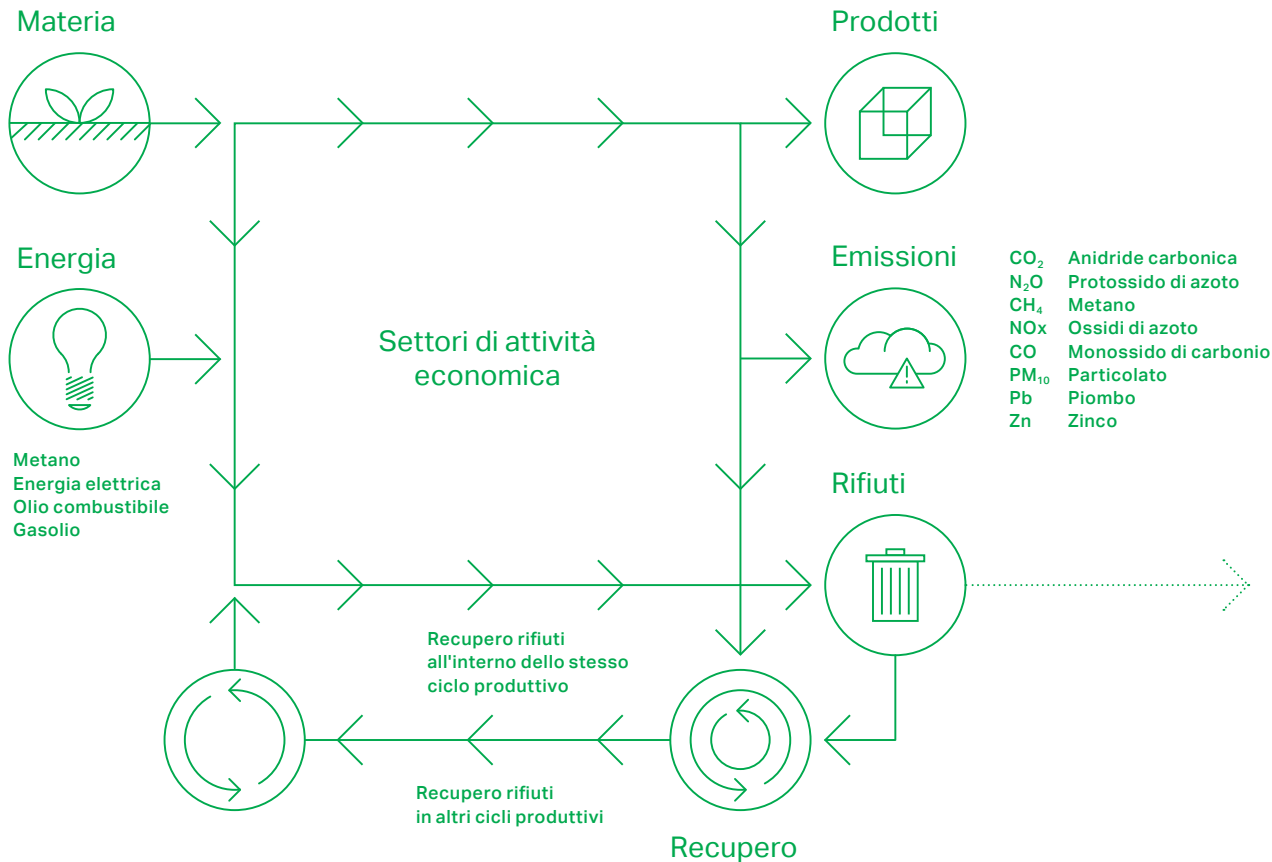 Materia
Prodotti
Energia
Metano
Energia elettrica
Olio combustibile
Gasolio
Settori di attività
economica
Emissioni
CO₂ Anidride carbonica
N₂O Protossido di azoto
CH₄ Metano
NOx Ossidi di azoto
CO Monossido di carbonio
PM₁₀ Particolato
Pb Piombo
Zn Zinco
Rifiuti
Recupero rifiuti
all'interno dello stesso
ciclo produttivo
Recupero rifiuti
in altri cicli produttivi
Recupero